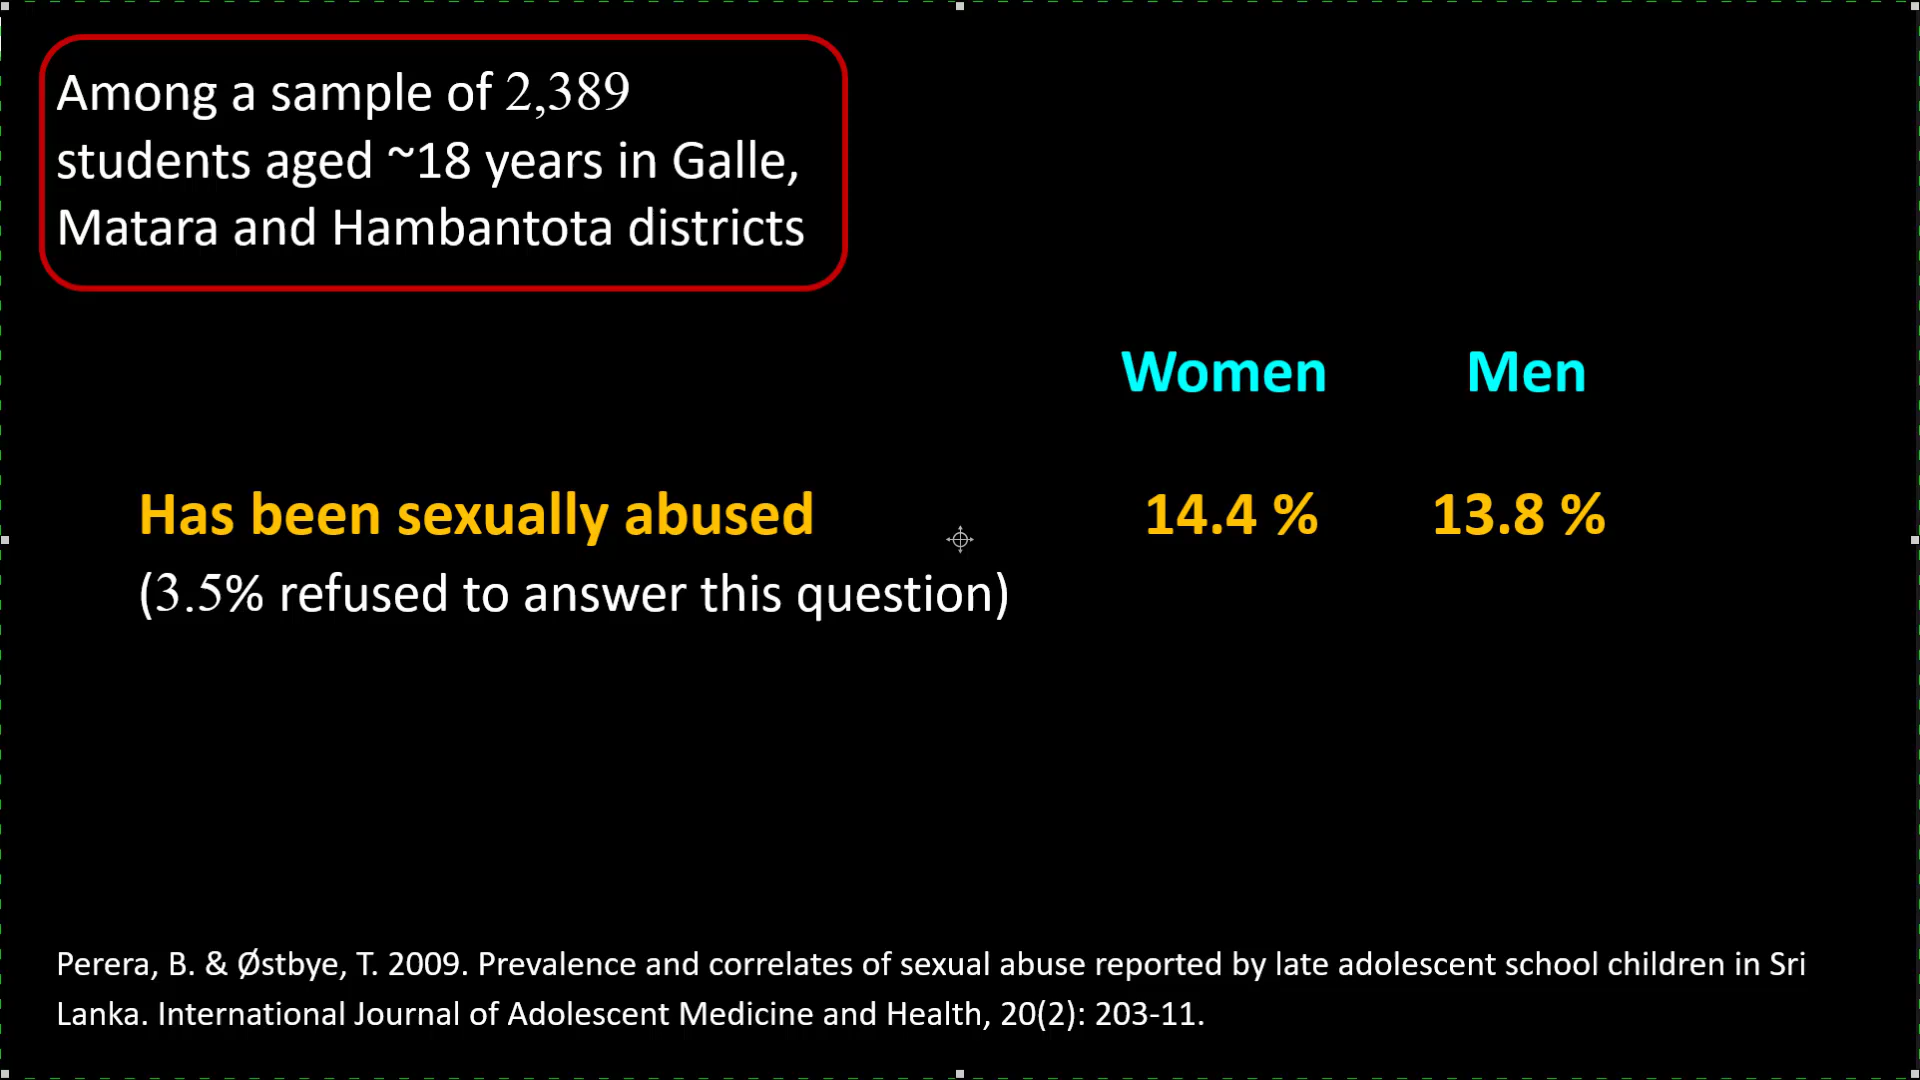 Among a sample of 2,389
students aged ~18 years in Galle,
Matara and Hambantota districts
Women Men
Has been sexually abused 14.4 % 13.8 %
(3.5% refused to answer this question)
Perera, B. & Østbye, T. 2009. Prevalence and correlates of sexual abuse reported by late adolescent school children in Sri
Lanka. International Journal of Adolescent Medicine and Health, 20(2): 203-11.